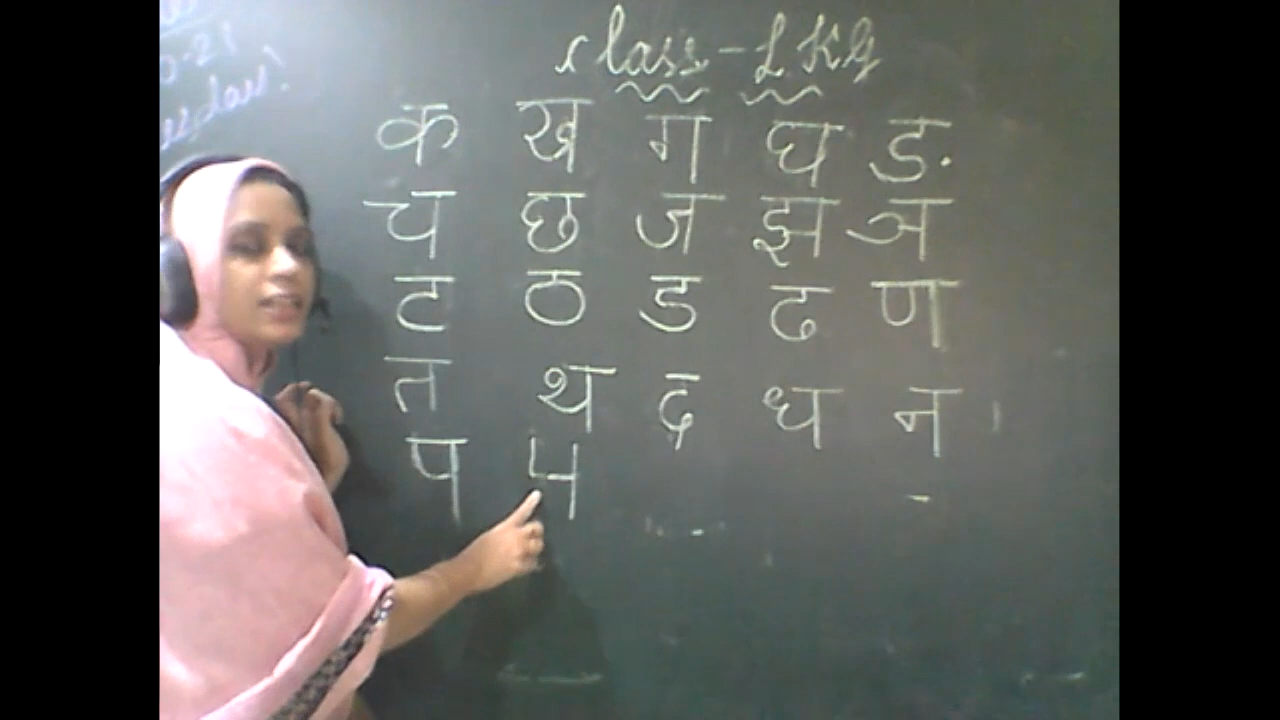 Class - LKG
क ख ग घ ङ
च छ ज झ ञ
ट ठ ड ढ ण
त थ द ध न
प